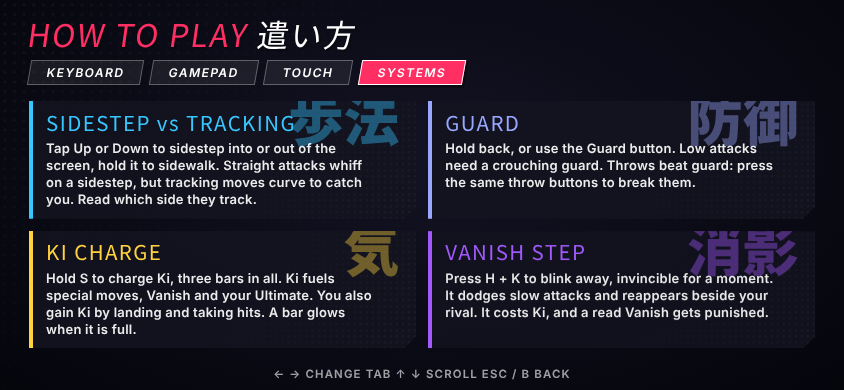 HOW TO PLAY 遣い方
KEYBOARD GAMEPAD TOUCH SYSTEMS
歩法
SIDESTEP vs TRACKING
Tap Up or Down to sidestep into or out of the
screen, hold it to sidewalk. Straight attacks whiff
on a sidestep, but tracking moves curve to catch
you. Read which side they track.
防御
GUARD
Hold back, or use the Guard button. Low attacks
need a crouching guard. Throws beat guard: press
the same throw buttons to break them.
気
KI CHARGE
Hold S to charge Ki, three bars in all. Ki fuels
special moves, Vanish and your Ultimate. You also
gain Ki by landing and taking hits. A bar glows
when it is full.
消影
VANISH STEP
Press H + K to blink away, invincible for a moment.
It dodges slow attacks and reappears beside your
rival. It costs Ki, and a read Vanish gets punished.
← → CHANGE TAB ↑ ↓ SCROLL ESC / B BACK